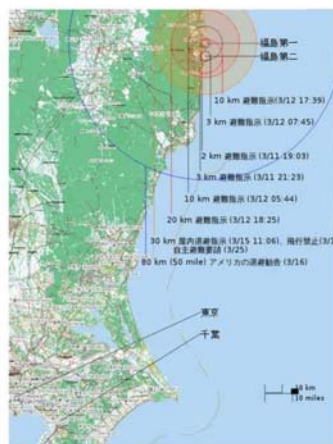 福島第一
福島第二
10 km 避難指示(3/12 17:39)
3 km 避難指示 (3/12 07:45)
2 km 避難指示 (3/11 19:03)
3 km 避難指示 (3/11 21:23)
10 km 避難指示 (3/12 05:44)
20 km 避難指示 (3/12 18:25)
30 km 屋内退避指示 (3/15 11:06)、飛行禁止(3/1
自主避難要請 (3/25)
80 km (50 mile) アメリカの退避勧告 (3/16)
東京
千葉
10 km
10 miles